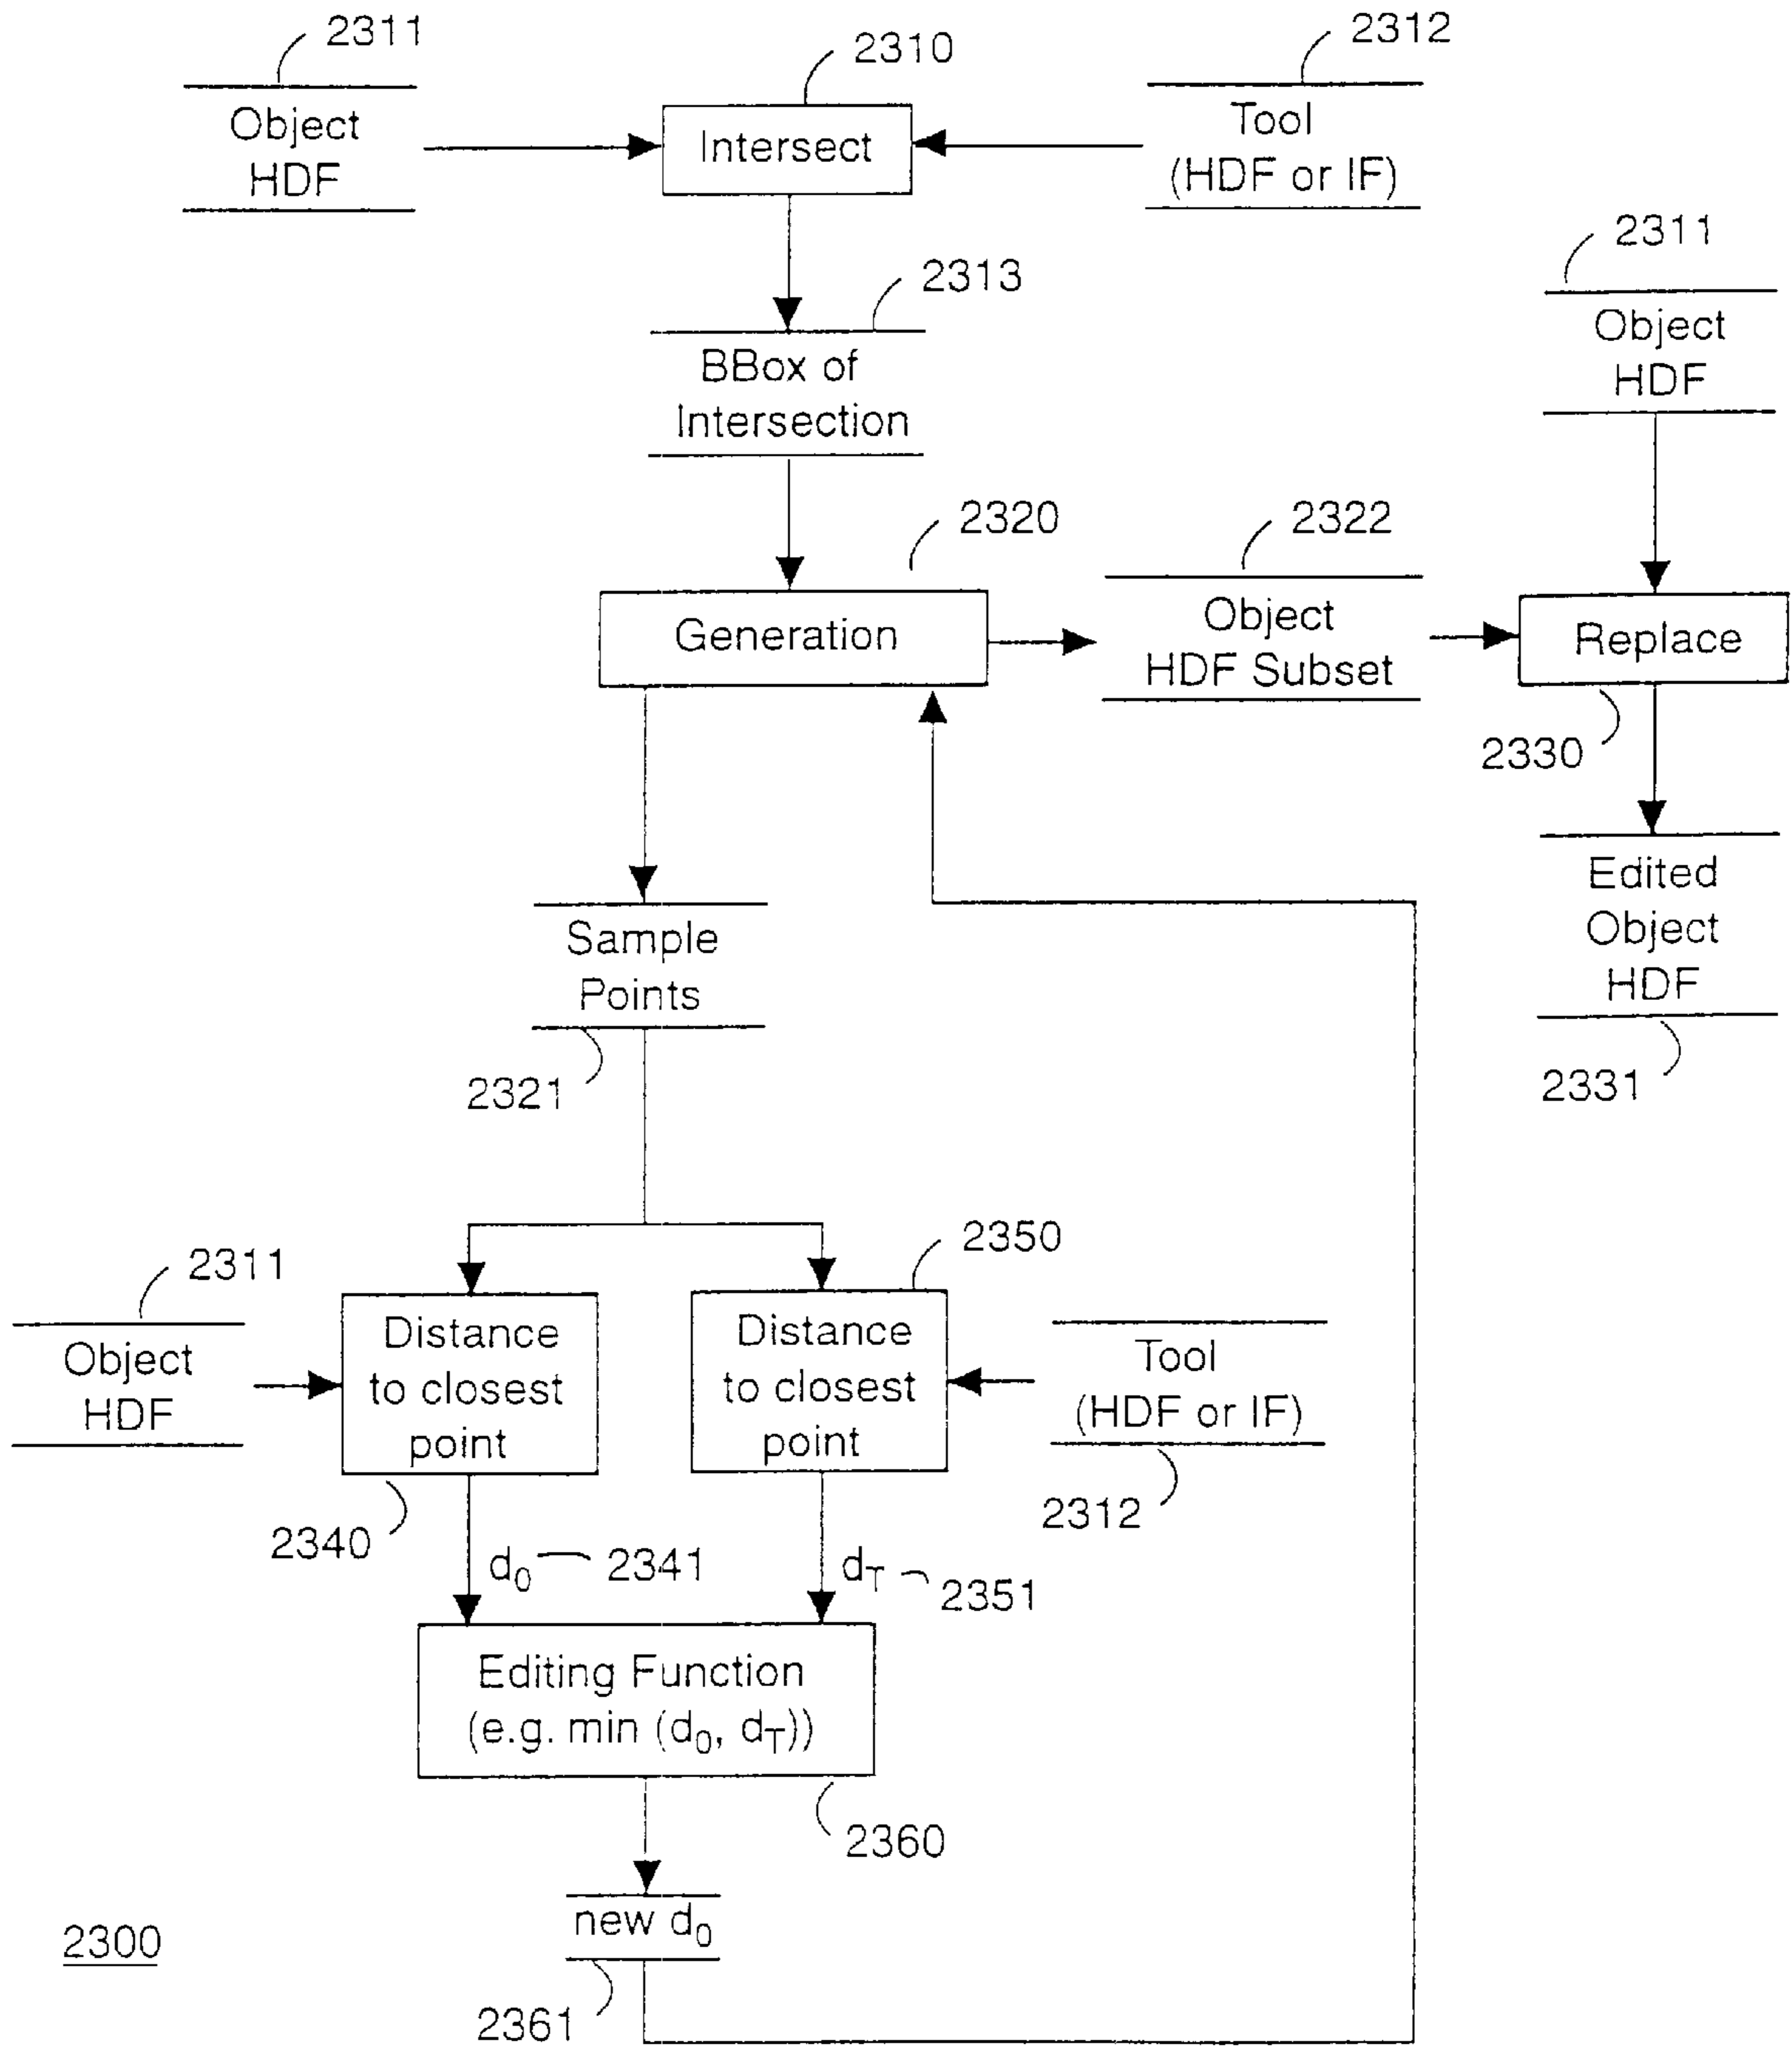 2311
2310
2312
Object
HDF
Intersect
Tool
(HDF or IF)
2311
2313
BBox of
Intersection
Object
HDF
2320
2322
Generation
Object
HDF Subset
Replace
2330
Sample
Points
Edited
Object
HDF
2321
2331
2311
2350
Object
HDF
Distance
to closest
point
Distance
to closest
point
Tool
(HDF or IF)
2340
2312
d0
2341
dT
2351
Editing Function
(e.g. min (d0, dT))
2360
new d0
2300
2361